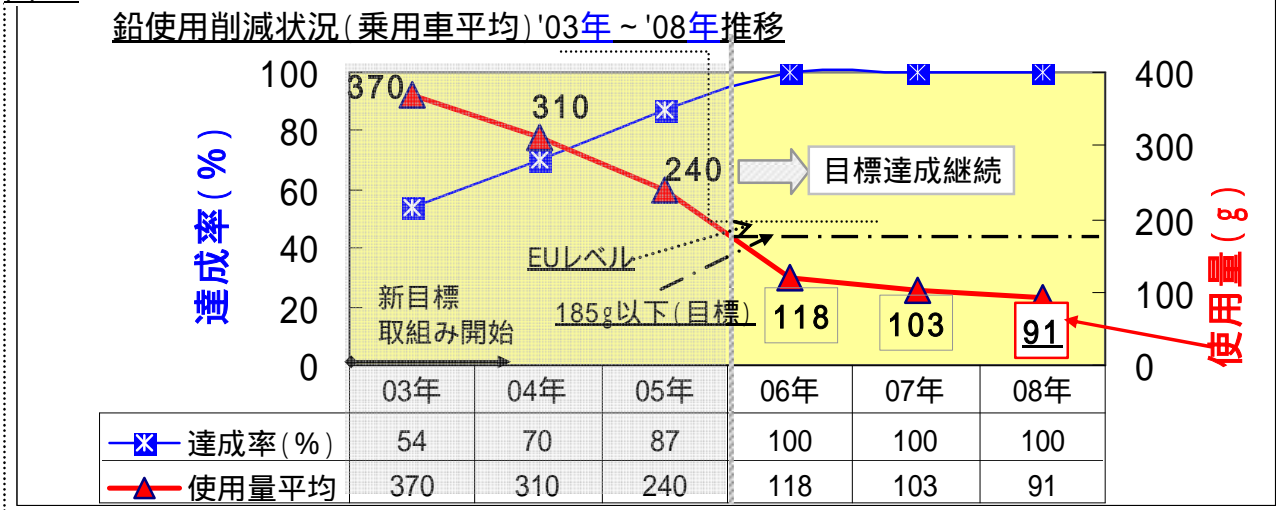 鉛使用削減状況(乗用車平均)'03年~'08年推移
100
80
60
40
20
0
達成率(%)
400
300
200
100
0
使用量(g)
370
310
240
目標達成継続
EUレベル
185g以下(目標)
新目標
取組み開始
118
103
91
03年 04年 05年 06年 07年 08年
達成率(%) 54 70 87 100 100 100
使用量平均 370 310 240 118 103 91